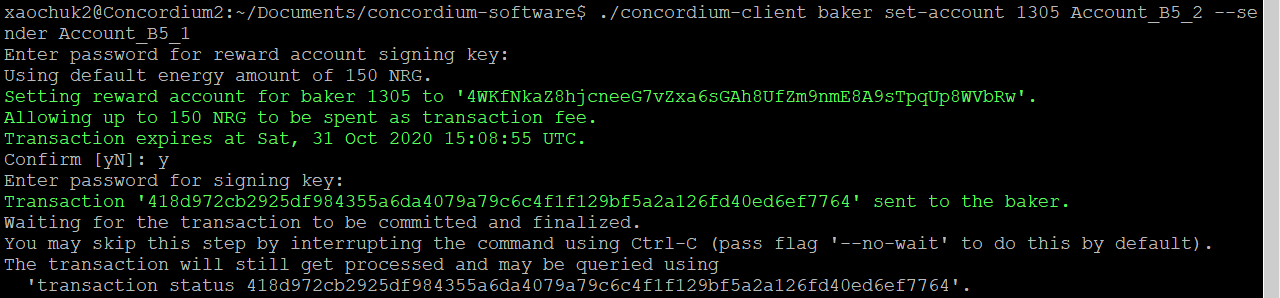 xaochuk2@Concordium2:~/Documents/concordium-software$ ./concordium-client baker set-account 1305 Account_B5_2 --se
nder Account_B5_1
Enter password for reward account signing key:
Using default energy amount of 150 NRG.
Setting reward account for baker 1305 to '4WKfNkaZ8hjcneeG7vZxa6sGAh8UfZm9nmE8A9sTpqUp8WVbRw'.
Allowing up to 150 NRG to be spent as transaction fee.
Transaction expires at Sat, 31 Oct 2020 15:08:55 UTC.
Confirm [yN]: y
Enter password for signing key:
Transaction '418d972cb2925df984355a6da4079a79c6c4f1f129bf5a2a126fd40ed6ef7764' sent to the baker.
Waiting for the transaction to be committed and finalized.
You may skip this step by interrupting the command using Ctrl-C (pass flag '--no-wait' to do this by default).
The transaction will still get processed and may be queried using
  'transaction status 418d972cb2925df984355a6da4079a79c6c4f1f129bf5a2a126fd40ed6ef7764'.